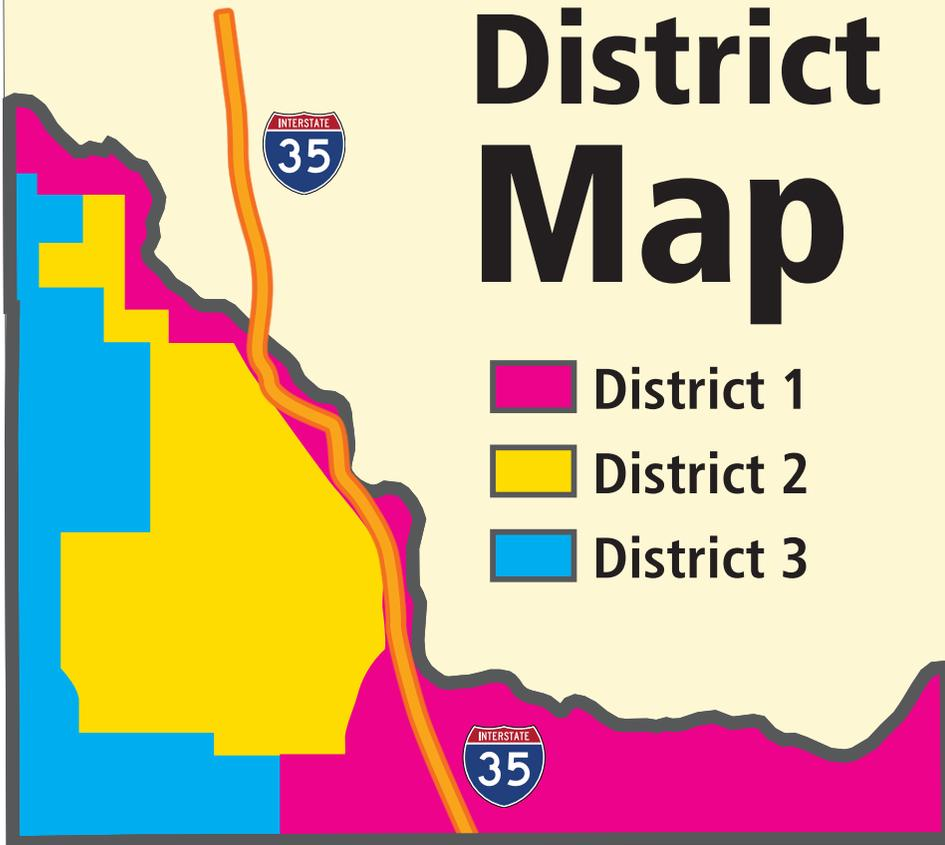 District
Map
INTERSTATE
35
District 1
District 2
District 3
INTERSTATE
35